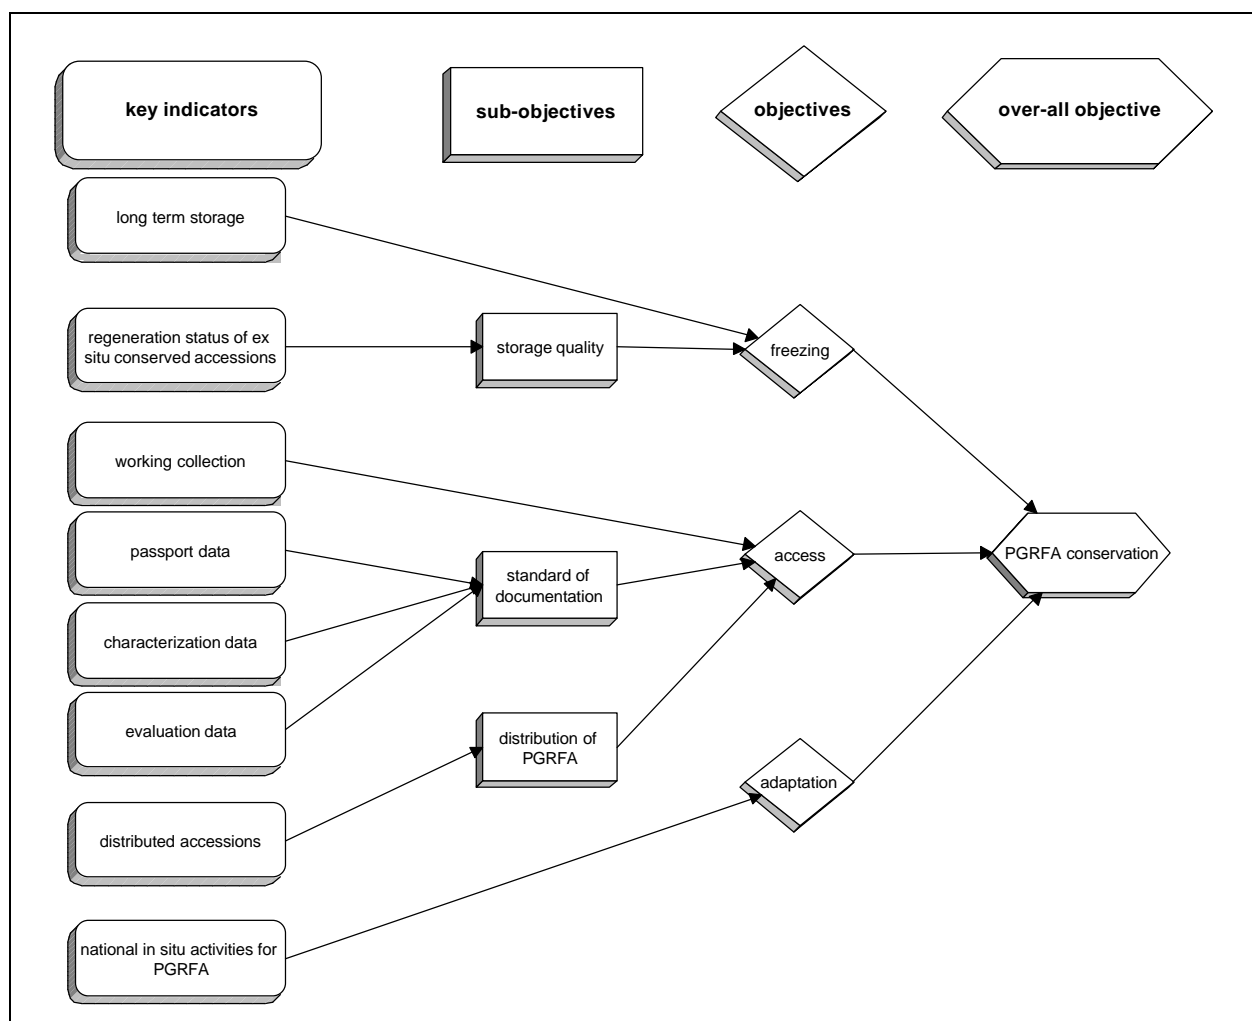 key indicators
sub-objectives
objectives
over-all objective
long term storage
regeneration status of ex
situ conserved accessions
storage quality
freezing
working collection
passport data
standard of
documentation
access
PGRFA conservation
characterization data
evaluation data
distribution of
PGRFA
adaptation
distributed accessions
national in situ activities for
PGRFA